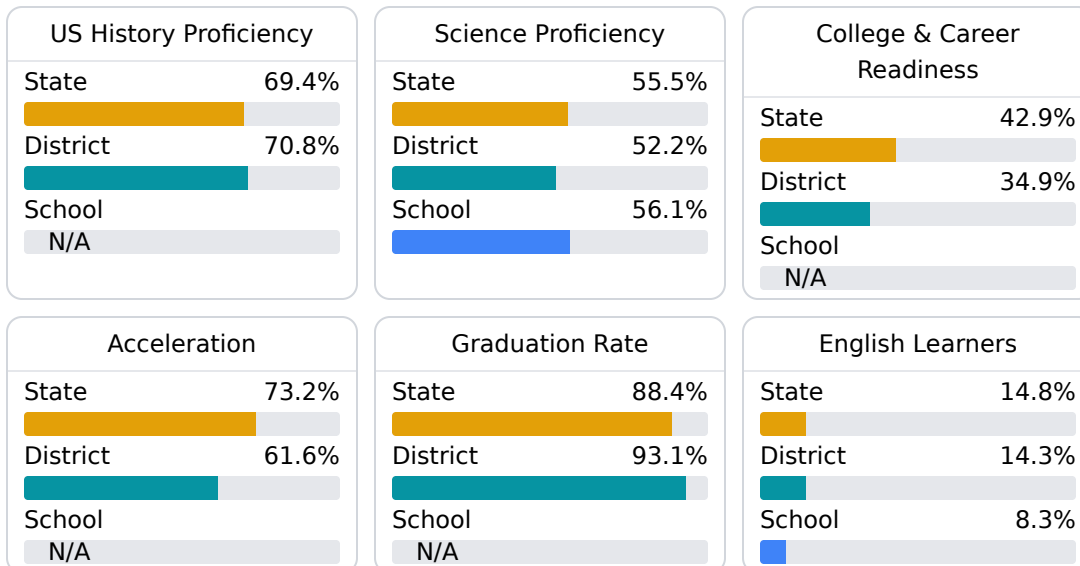 US History Proficiency
State 69.4%
District 70.8%
School
N/A
Science Proficiency
State 55.5%
District 52.2%
School 56.1%
College & Career
Readiness
State 42.9%
District 34.9%
School
N/A
Acceleration
State 73.2%
District 61.6%
School
N/A
Graduation Rate
State 88.4%
District 93.1%
School
N/A
English Learners
State 14.8%
District 14.3%
School 8.3%